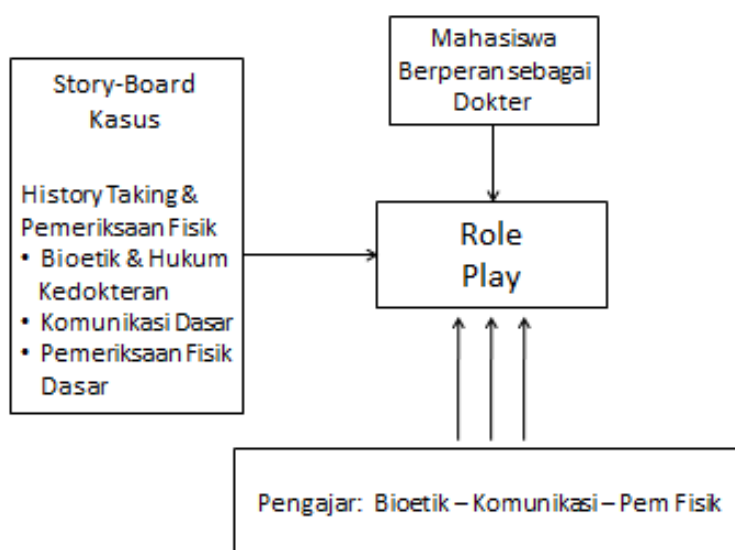 Story-Board
Kasus
History Taking &
Pemeriksaan Fisik
• Bioetik & Hukum
Kedokteran
• Komunikasi Dasar
• Pemeriksaan Fisik
Dasar
Mahasiswa
Berperan sebagai
Dokter
Role
Play
Pengajar: Bioetik – Komunikasi – Pem Fisik